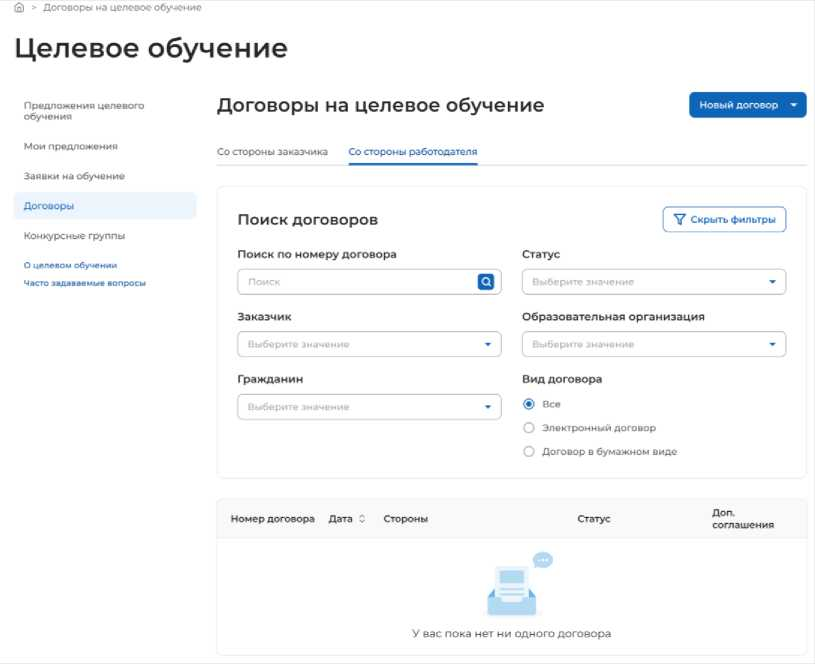 > Договоры на целевое обучение
Целевое обучение
Предложения целевого
обучения
Мои предложения
Заявки на обучение
Договоры
Конкурсные группы
О целевом обучении
Часто задаваемые вопросы
Договоры на целевое обучение
Новый договор
Со стороны заказчика
Со стороны работодателя
Поиск договоров
Скрыть фильтры
Поиск по номеру договора
Поиск
Статус
Выберите значение
Заказчик
Выберите значение
Образовательная организация
Выберите значение
Гражданин
Выберите значение
Вид договора
Все
Электронный договор
Договор в бумажном виде
Номер договора
Дата
Стороны
Статус
Доп.
соглашения
У вас пока нет ни одного договора